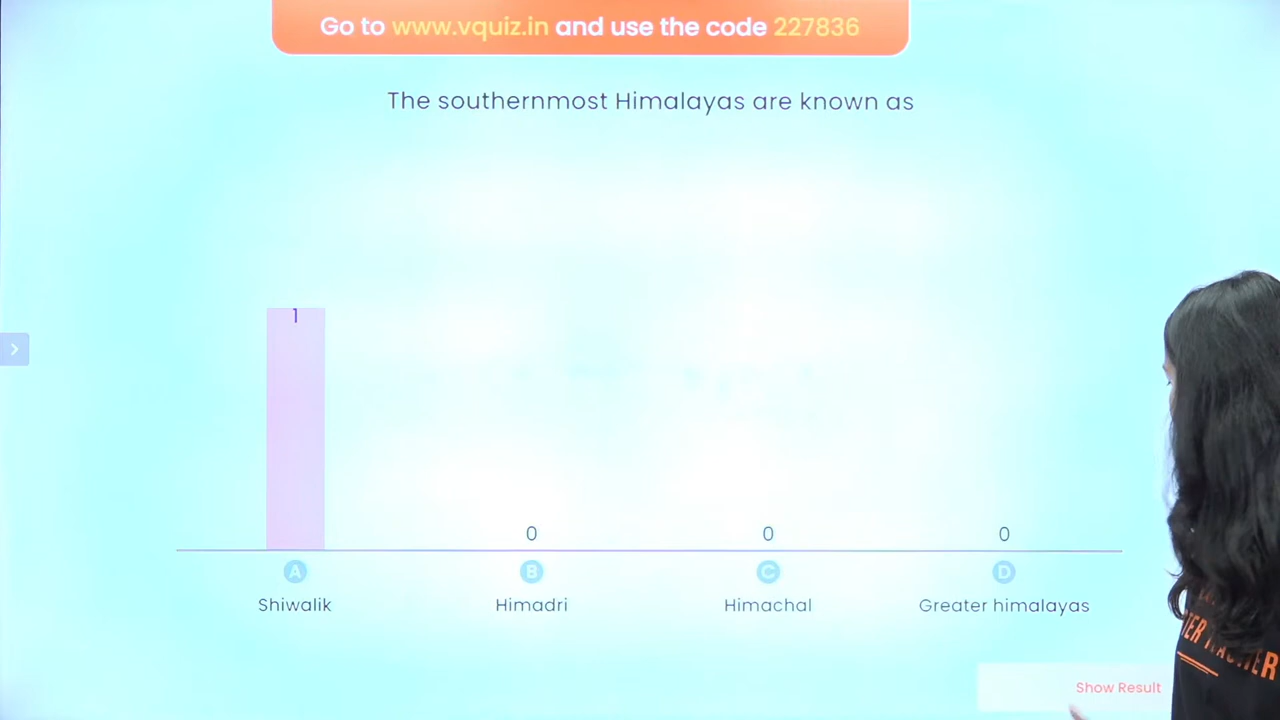 Go to www.vquiz.in and use the code 227836
The southernmost Himalayas are known as
1
0
0
0
A
B
C
D
Shiwalik
Himadri
Himachal
Greater himalayas
Show Result